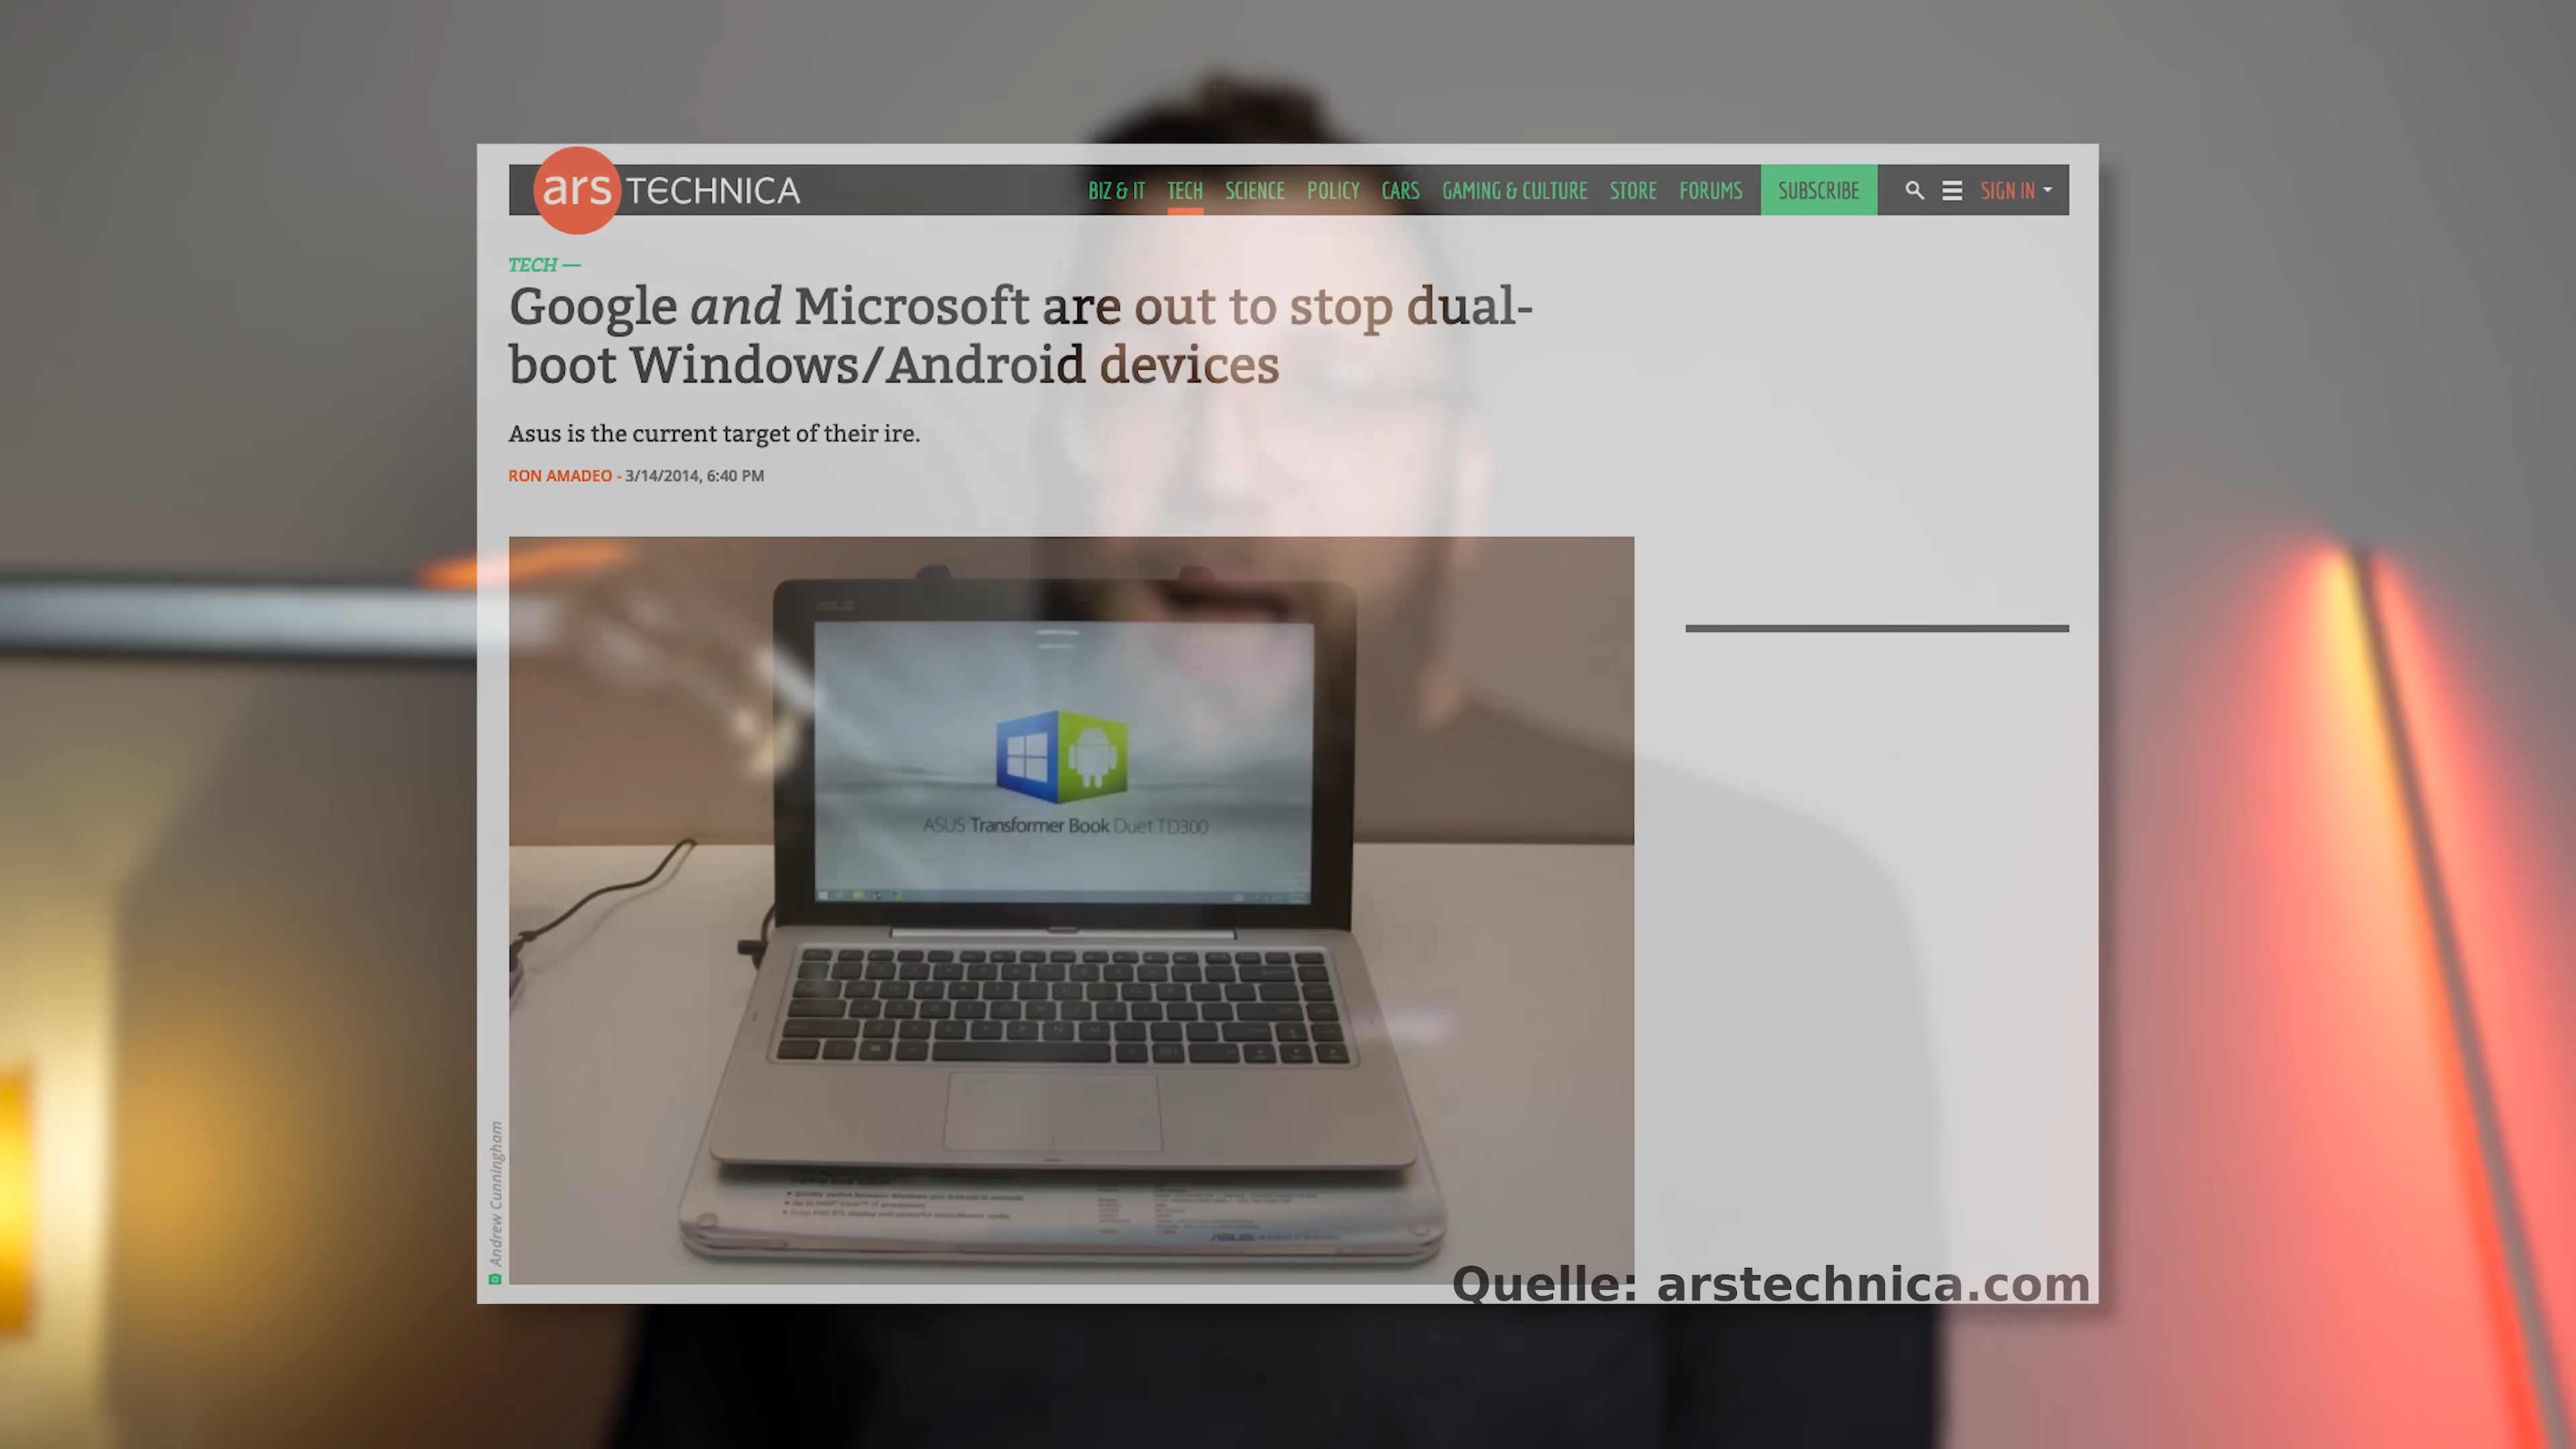 ars TECHNICA
BIZ & IT TECH SCIENCE POLICY CARS GAMING & CULTURE STORE FORUMS SUBSCRIBE SIGN IN
TECH —
Google and Microsoft are out to stop dual-
boot Windows/Android devices
Asus is the current target of their ire.
RON AMADEO - 3/14/2014, 6:40 PM
ASUS
ASUS Transformer Book Duet TD300
ASUS
Andrew Cunningham
Quelle: arstechnica.com